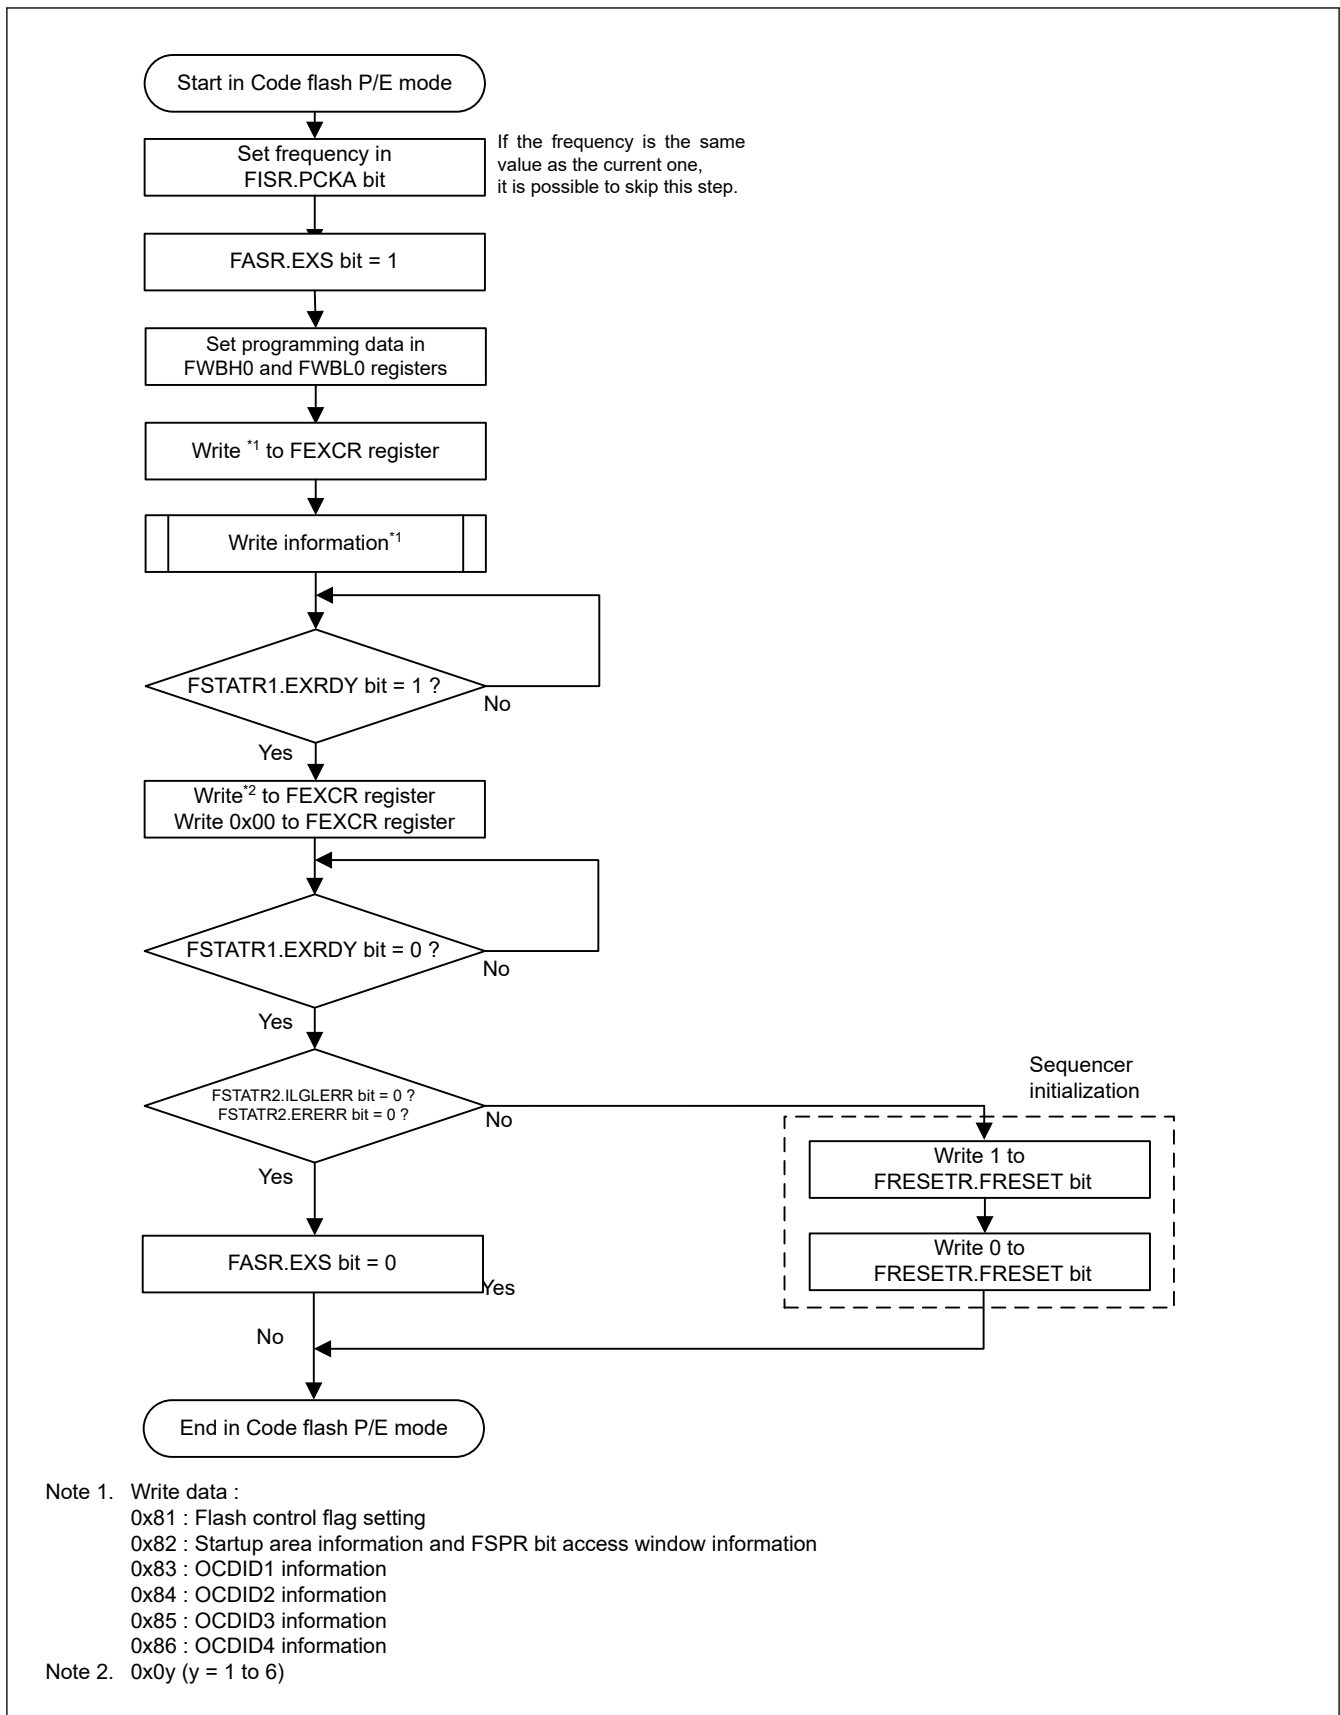 Start in Code flash P/E mode
Set frequency in
FISR.PCKA bit
If the frequency is the same
value as the current one,
it is possible to skip this step.
FASR.EXS bit = 1
Set programming data in
FWBH0 and FWBL0 registers
Write *1 to FEXCR register
Write information*1
FSTATR1.EXRDY bit = 1 ?
No
Yes
Write*2 to FEXCR register
Write 0x00 to FEXCR register
FSTATR1.EXRDY bit = 0 ?
No
Yes
FSTATR2.ILGLERR bit = 0 ?
FSTATR2.ERERR bit = 0 ?
No
Yes
Sequencer
initialization
Write 1 to
FRESETR.FRESET bit
Write 0 to
FRESETR.FRESET bit
FASR.EXS bit = 0
Yes
No
End in Code flash P/E mode
Note 1. Write data :
0x81 : Flash control flag setting
0x82 : Startup area information and FSPR bit access window information
0x83 : OCDID1 information
0x84 : OCDID2 information
0x85 : OCDID3 information
0x86 : OCDID4 information
Note 2. 0x0y (y = 1 to 6)